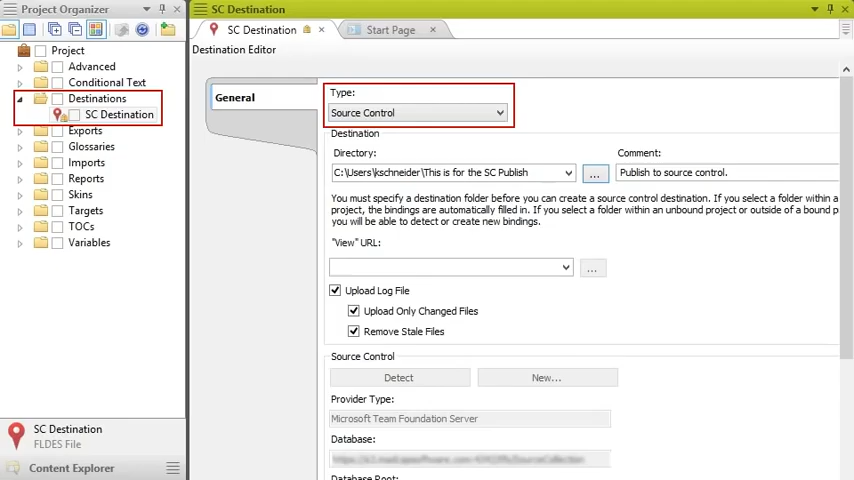 Project Organizer
Project
Advanced
Conditional Text
Destinations
SC Destination
Exports
Glossaries
Imports
Reports
Skins
Targets
TOCs
Variables
SC Destination
FLDES File
Content Explorer
SC Destination
SC Destination
Start Page
Destination Editor
General
Type:
Source Control
Destination
Directory:
Comment:
C:\Users\kschneider\This is for the SC Publish
...
Publish to source control.
You must specify a destination folder before you can create a source control destination. If you select a folder within a
project, the bindings are automatically filled in. If you select a folder within an unbound project or outside of a bound p
you will be able to detect or create new bindings.
"View" URL:
...
Upload Log File
Upload Only Changed Files
Remove Stale Files
Source Control
Detect
New...
Provider Type:
Microsoft Team Foundation Server
Database:
Database Root: